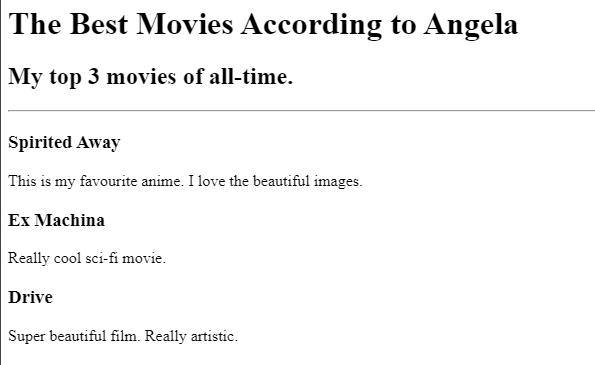 The Best Movies According to Angela
My top 3 movies of all-time.
Spirited Away
This is my favourite anime. I love the beautiful images.
Ex Machina
Really cool sci-fi movie.
Drive
Super beautiful film. Really artistic.